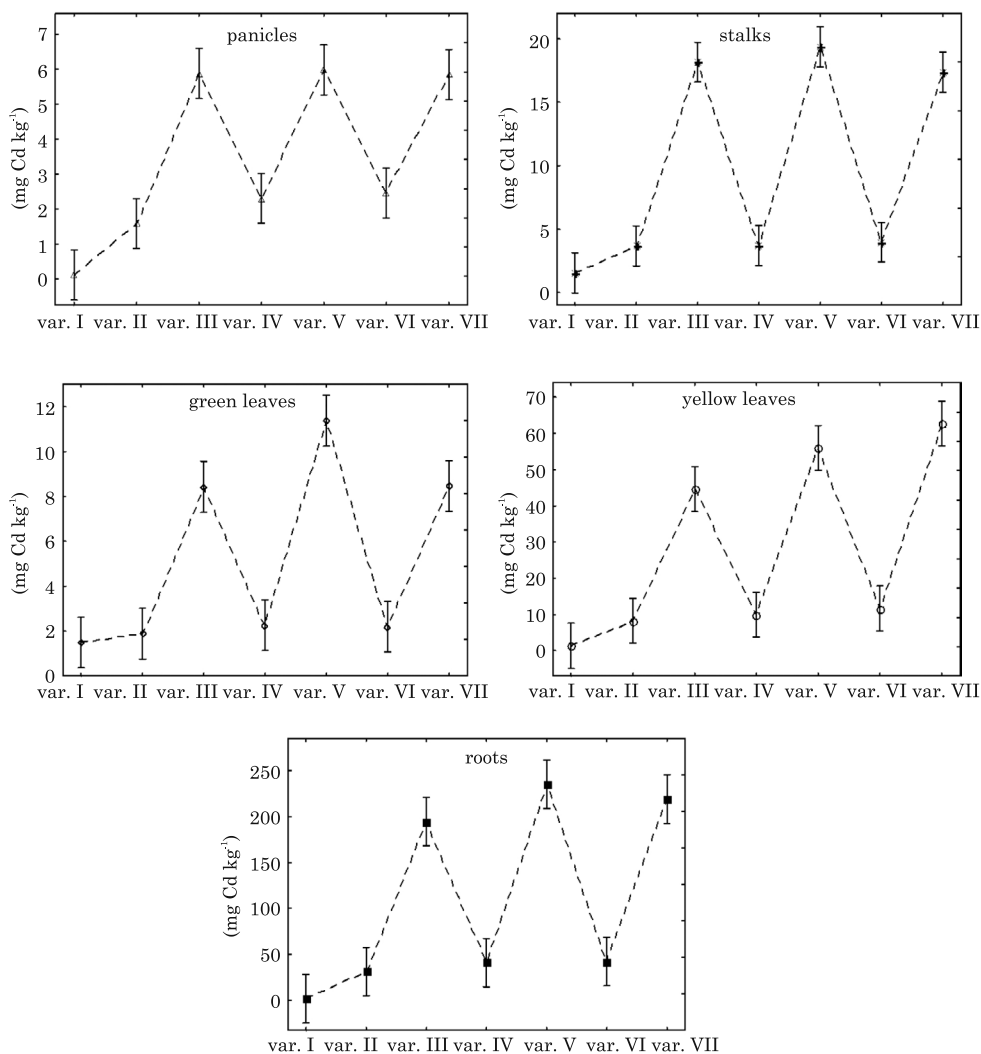 panicles
(mg Cd kg⁻¹)
7
6
5
4
3
2
1
0
var. I var. II var. III var. IV var. V var. VI var. VII
stalks
(mg Cd kg⁻¹)
20
15
10
5
0
var. I var. II var. III var. IV var. V var. VI var. VII
green leaves
(mg Cd kg⁻¹)
12
10
8
6
4
2
0
var. I var. II var. III var. IV var. V var. VI var. VII
yellow leaves
(mg Cd kg⁻¹)
70
60
50
40
30
20
10
0
var. I var. II var. III var. IV var. V var. VI var. VII
roots
(mg Cd kg⁻¹)
250
200
150
100
50
0
var. I var. II var. III var. IV var. V var. VI var. VII